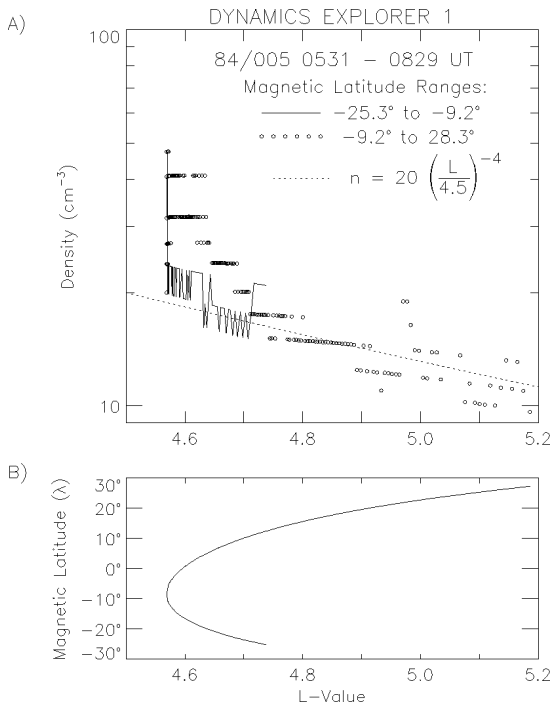 A)
DYNAMICS EXPLORER 1
84/005 0531 – 0829 UT
Magnetic Latitude Ranges:
−25.3° to −9.2°
−9.2° to 28.3°
n = 20 (L/4.5)^−4
Density (cm−3)
100
10
4.6 4.8 5.0 5.2
B)
Magnetic Latitude (λ)
30°
20°
10°
0°
−10°
−20°
−30°
4.6 4.8 5.0 5.2
L−Value